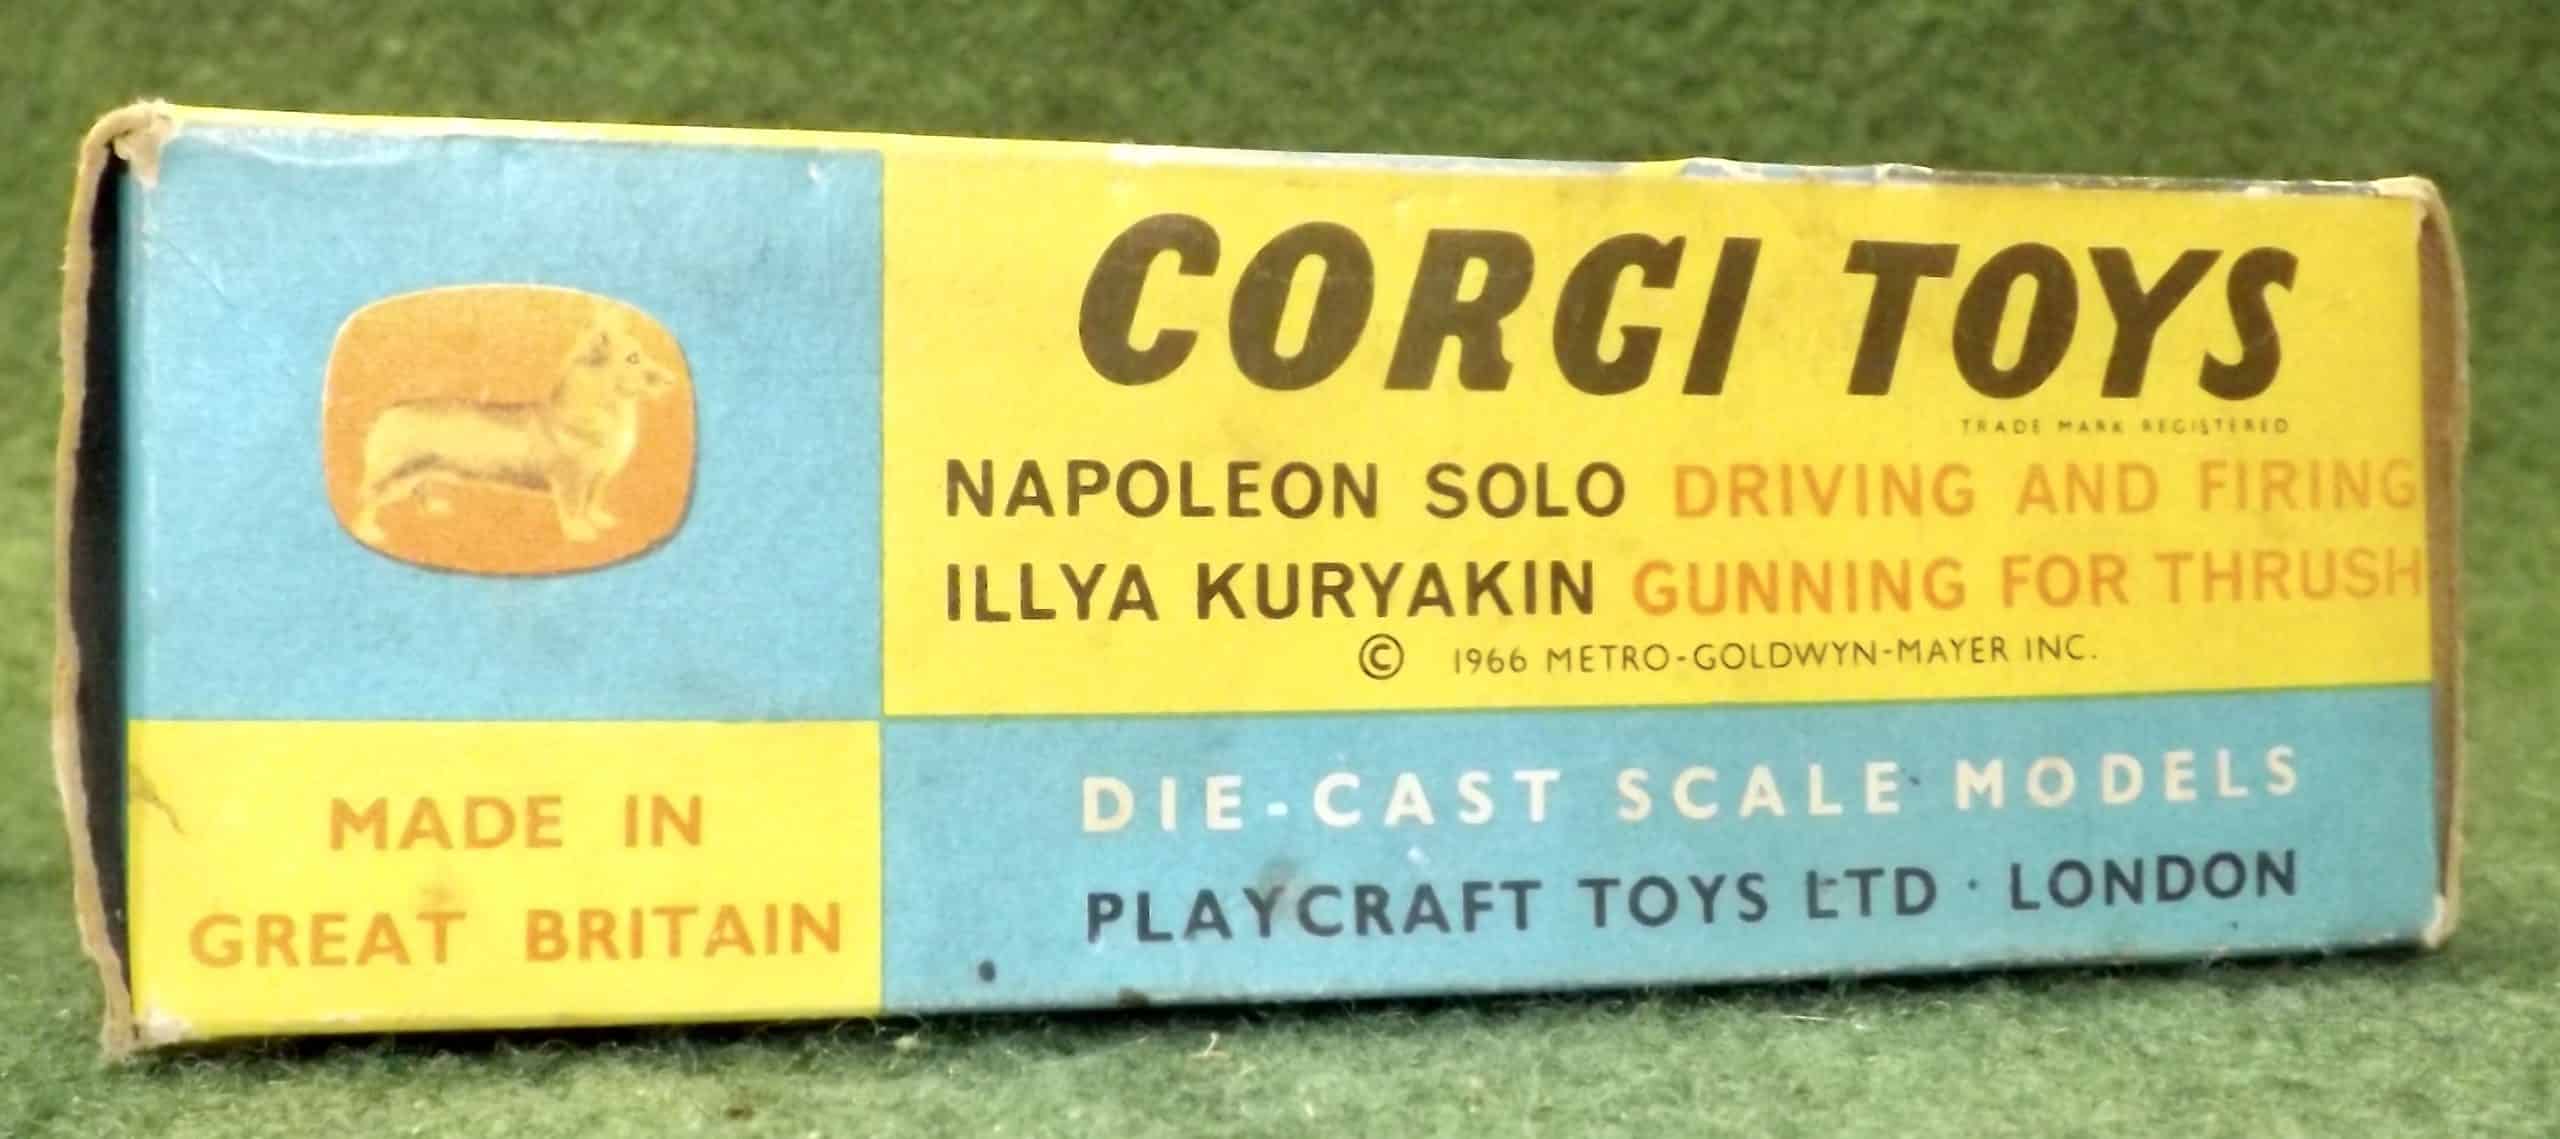 CORGI TOYS
TRADE MARK REGISTERED
NAPOLEON SOLO DRIVING AND FIRING
ILLYA KURYAKIN GUNNING FOR THRUSH
© 1966 METRO-GOLDWYN-MAYER INC.
MADE IN
GREAT BRITAIN
DIE-CAST SCALE MODELS
PLAYCRAFT TOYS LTD · LONDON